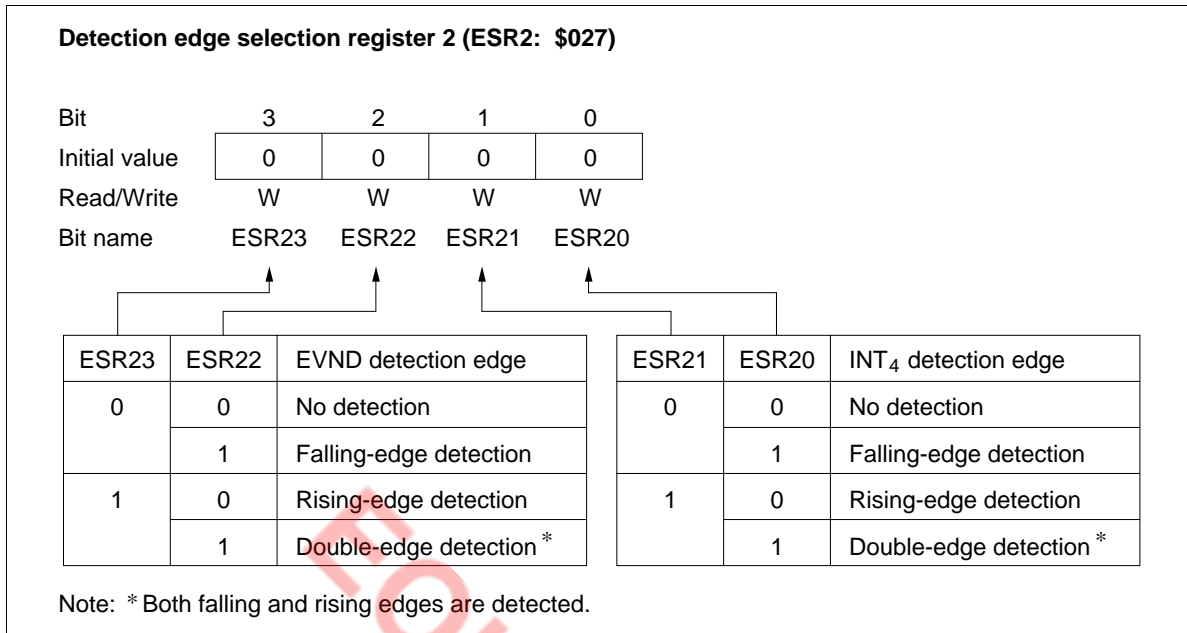 Detection edge selection register 2 (ESR2: $027)
Bit 3 2 1 0
Initial value 0 0 0 0
Read/Write W W W W
Bit name ESR23 ESR22 ESR21 ESR20
ESR23 ESR22 EVND detection edge
0 0 No detection
1 Falling-edge detection
1 0 Rising-edge detection
1 Double-edge detection *
ESR21 ESR20 INT4 detection edge
0 0 No detection
1 Falling-edge detection
1 0 Rising-edge detection
1 Double-edge detection *
Note: * Both falling and rising edges are detected.